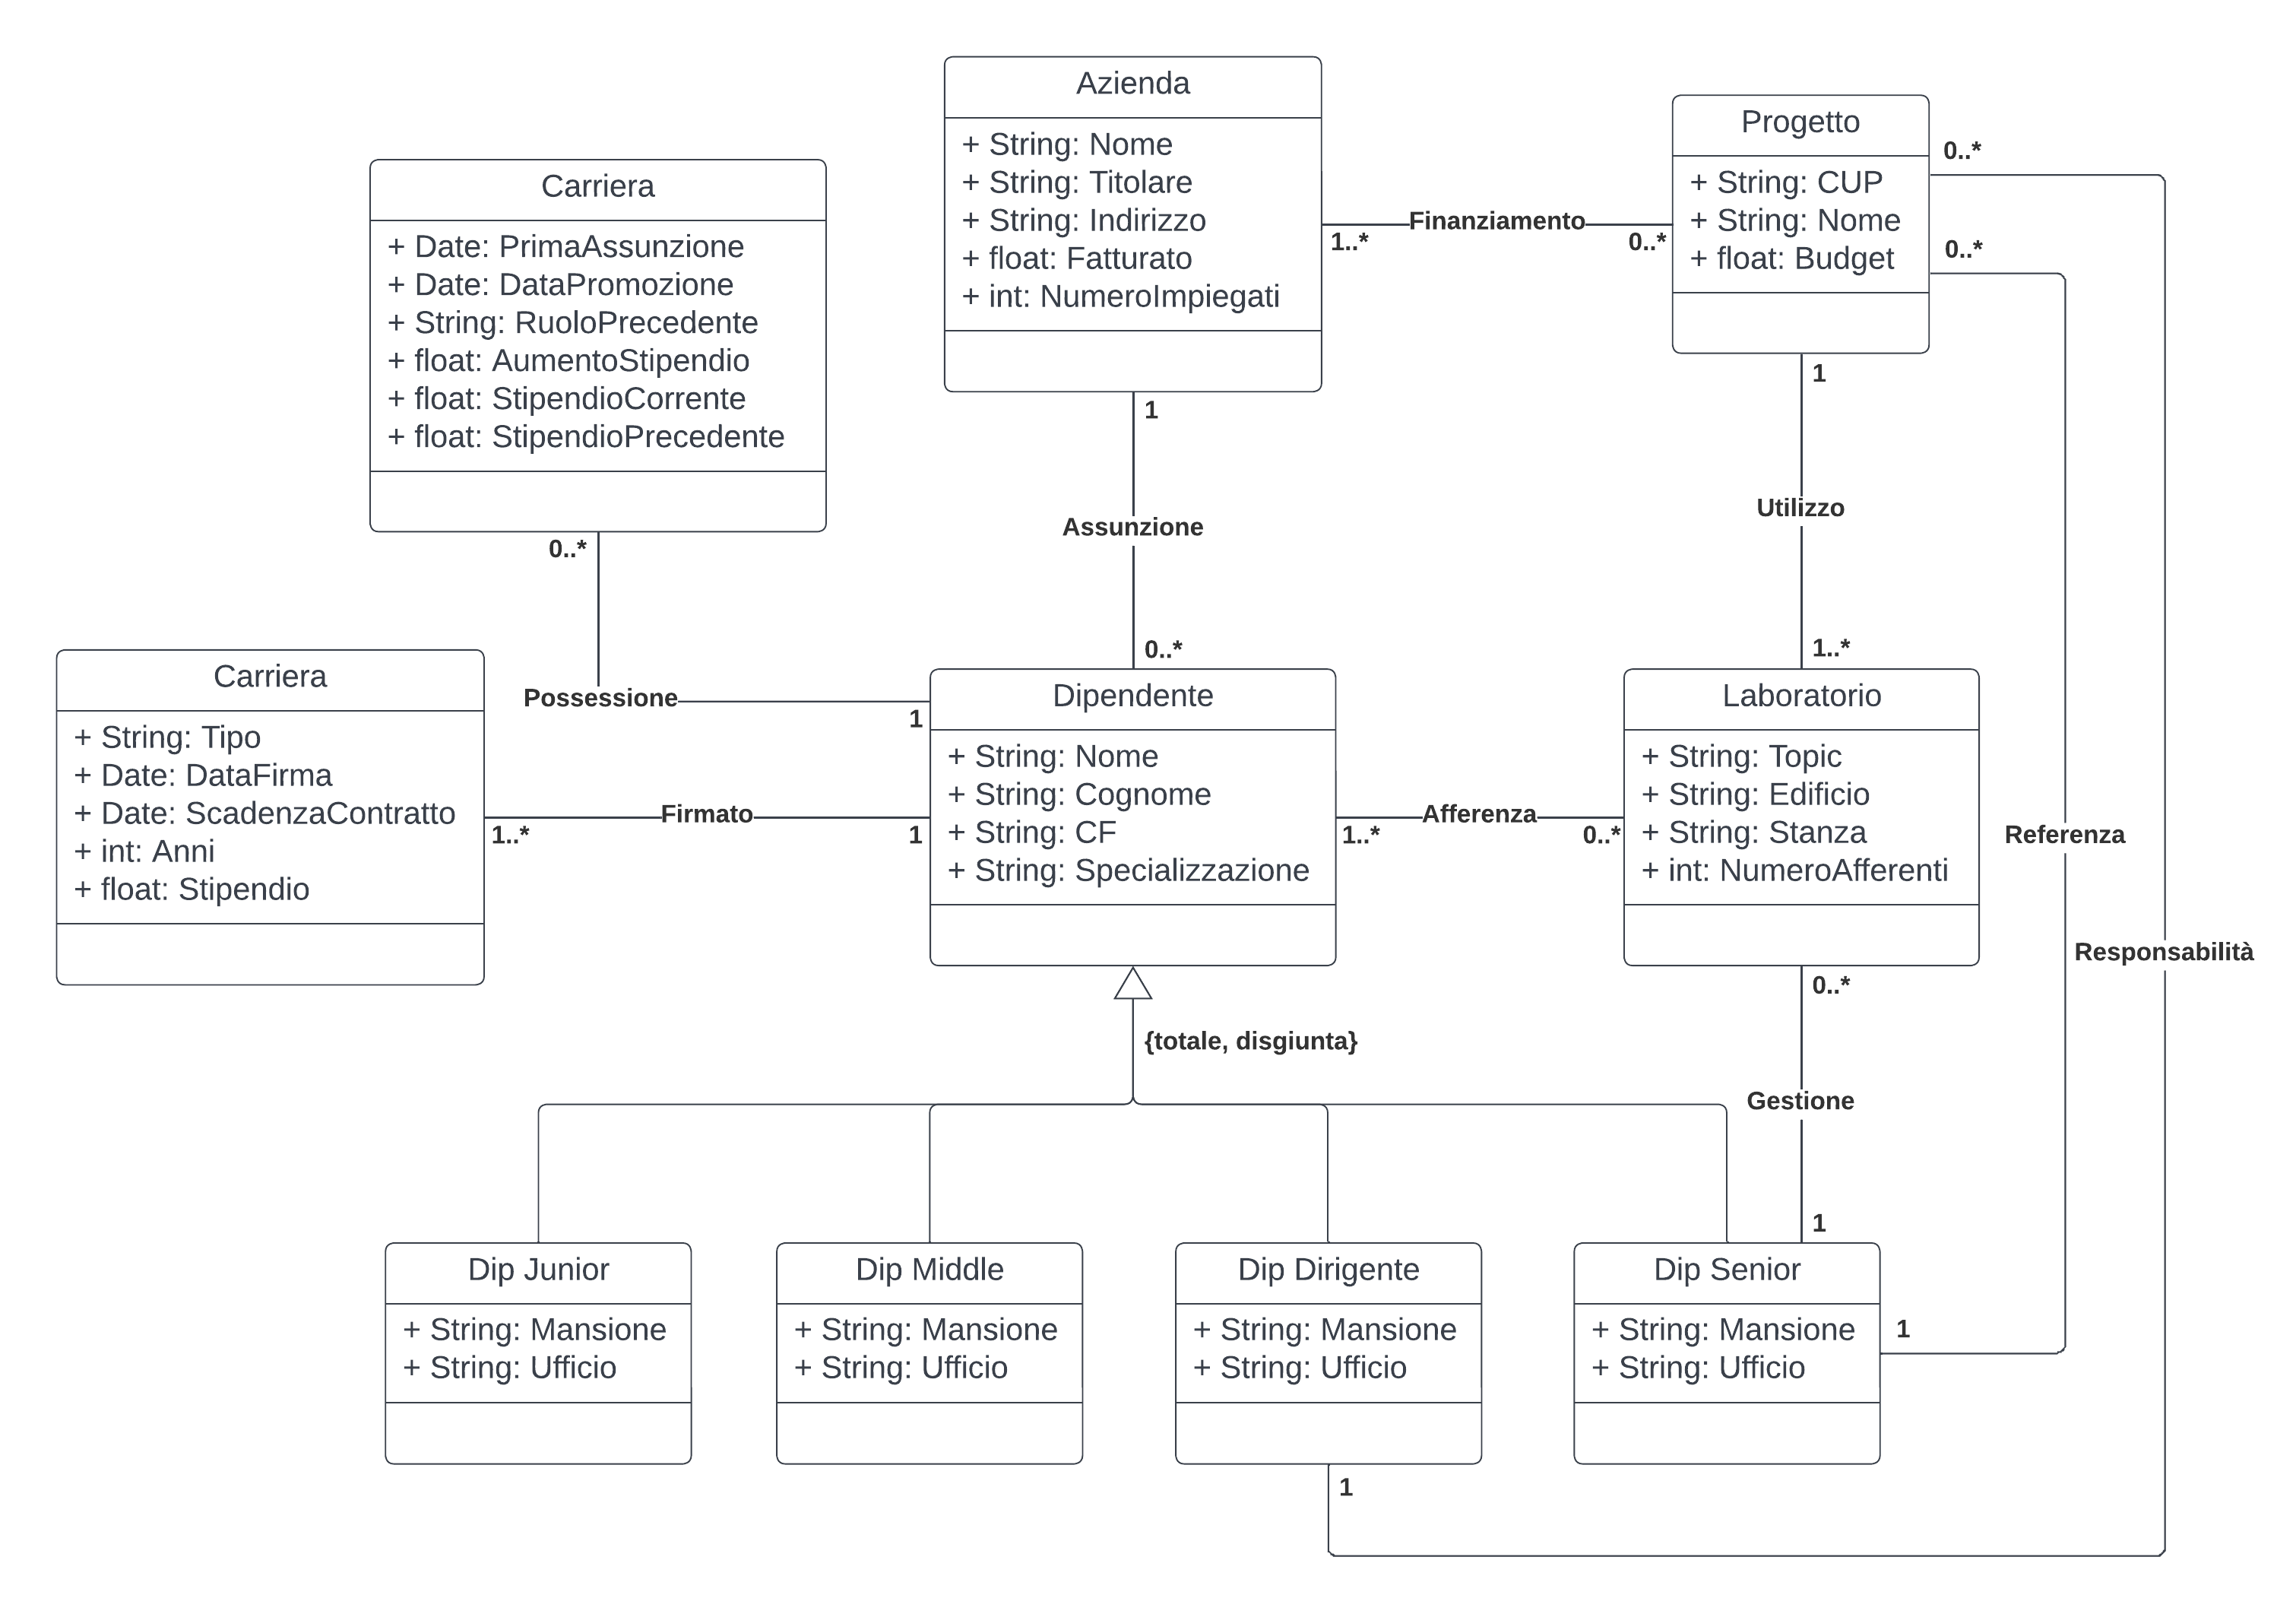 Azienda
+ String: Nome
+ String: Titolare
+ String: Indirizzo
+ float: Fatturato
+ int: NumeroImpiegati
1..*
Finanziamento
0..*
Progetto
+ String: CUP
+ String: Nome
+ float: Budget
0..*
0..*
1
Carriera
+ Date: PrimaAssunzione
+ Date: DataPromozione
+ String: RuoloPrecedente
+ float: AumentoStipendio
+ float: StipendioCorrente
+ float: StipendioPrecedente
0..*
1
Assunzione
0..*
Utilizzo
1..*
Carriera
+ String: Tipo
+ Date: DataFirma
+ Date: ScadenzaContratto
+ int: Anni
+ float: Stipendio
Possessione
1
1..*
Firmato
1
Dipendente
+ String: Nome
+ String: Cognome
+ String: CF
+ String: Specializzazione
1..*
Afferenza
0..*
Laboratorio
+ String: Topic
+ String: Edificio
+ String: Stanza
+ int: NumeroAfferenti
Referenza
Responsabilità
0..*
{totale, disgiunta}
Gestione
1
Dip Junior
+ String: Mansione
+ String: Ufficio
Dip Middle
+ String: Mansione
+ String: Ufficio
Dip Dirigente
+ String: Mansione
+ String: Ufficio
Dip Senior
+ String: Mansione
+ String: Ufficio
1
1